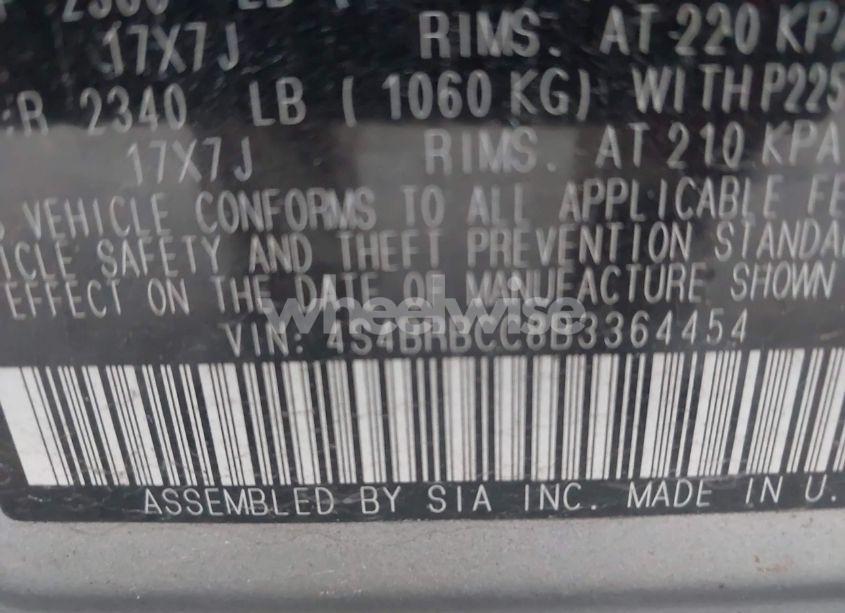 17X7J RIMS. AT 220 KPA
2340 LB ( 1060 KG) WITH P225
17X7J RIMS. AT 210 KPA
VEHICLE CONFORMS TO ALL APPLICABLE FE
ICLE SAFETY AND THEFT PREVENTION STANDA
EFFECT ON THE DATE OF MANUFACTURE SHOWN
wheelwise
VIN: 4S4BRBCC8B3364454
ASSEMBLED BY SIA INC. MADE IN U.